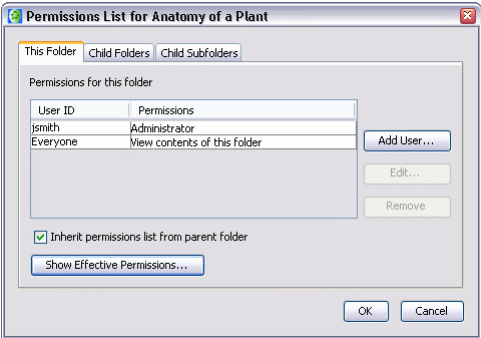 Permissions List for Anatomy of a Plant
This Folder Child Folders Child Subfolders
Permissions for this folder
User ID Permissions
jsmith Administrator
Everyone View contents of this folder
Add User...
Edit...
Remove
Inherit permissions list from parent folder
Show Effective Permissions...
OK Cancel